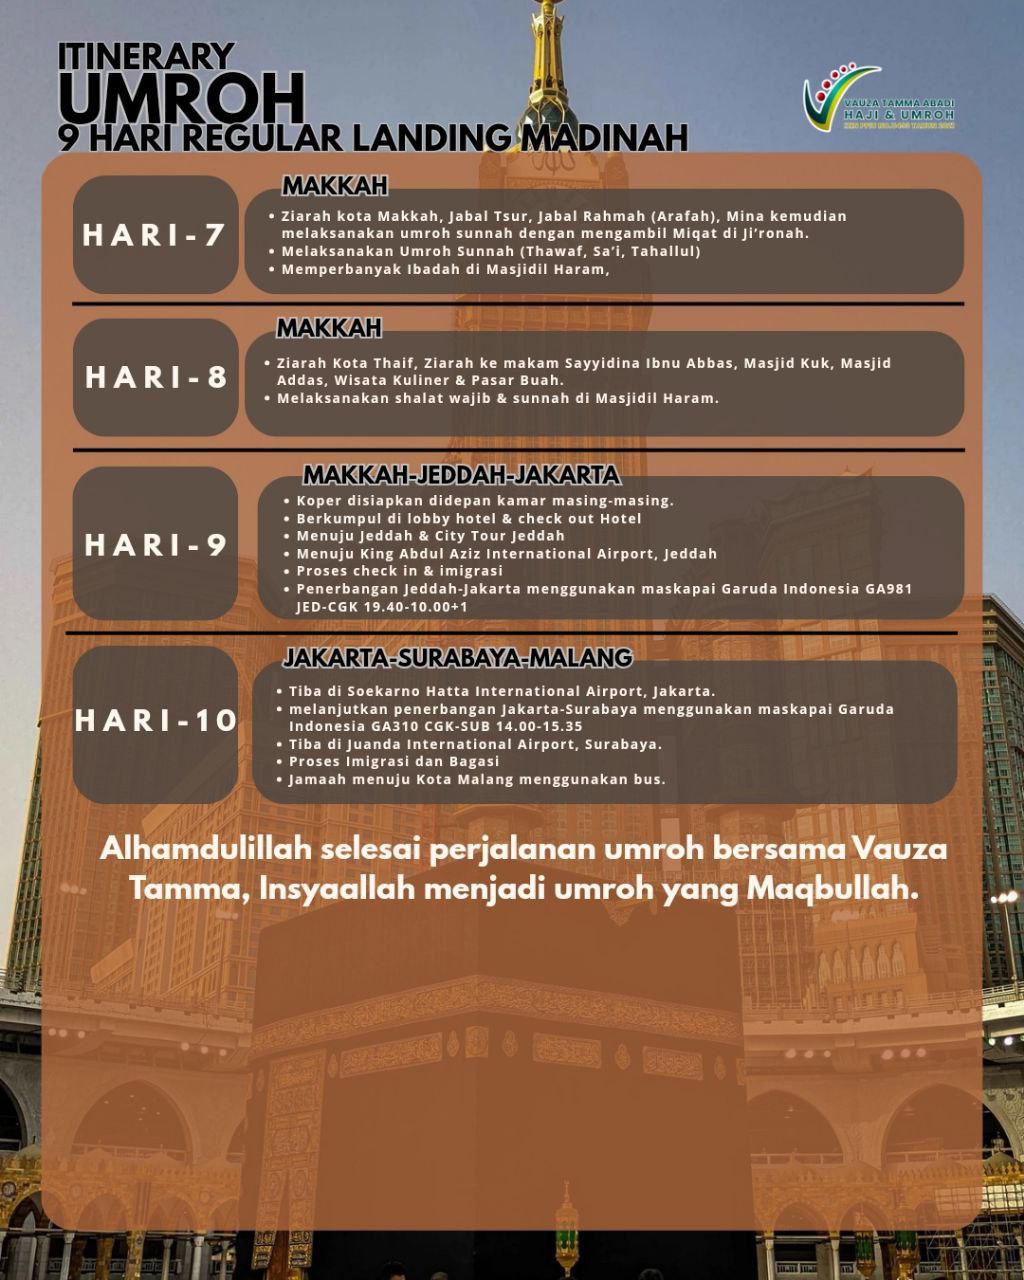 ITINERARY
UMROH
9 HARI REGULAR LANDING MADINAH
VAUZA TAMMA ABADI
HAJI & UMROH
HARI-7
MAKKAH
• Ziarah kota Makkah, Jabal Tsur, Jabal Rahmah (Arafah), Mina kemudian
melaksanakan umroh sunnah dengan mengambil Miqat di Ji’ronah.
• Melaksanakan Umroh Sunnah (Thawaf, Sa’i, Tahallul)
• Memperbanyak Ibadah di Masjidil Haram,
HARI-8
MAKKAH
• Ziarah Kota Thaif, Ziarah ke makam Sayyidina Ibnu Abbas, Masjid Kuk, Masjid
Addas, Wisata Kuliner & Pasar Buah.
• Melaksanakan shalat wajib & sunnah di Masjidil Haram.
HARI-9
MAKKAH-JEDDAH-JAKARTA
• Koper disiapkan didepan kamar masing-masing.
• Berkumpul di lobby hotel & check out Hotel
• Menuju Jeddah & City Tour Jeddah
• Menuju King Abdul Aziz International Airport, Jeddah
• Proses check in & imigrasi
• Penerbangan Jeddah-Jakarta menggunakan maskapai Garuda Indonesia GA981
JED-CGK 19.40-10.00+1
HARI-10
JAKARTA-SURABAYA-MALANG
• Tiba di Soekarno Hatta International Airport, Jakarta.
• melanjutkan penerbangan Jakarta-Surabaya menggunakan maskapai Garuda
Indonesia GA310 CGK-SUB 14.00-15.35
• Tiba di Juanda International Airport, Surabaya.
• Proses Imigrasi dan Bagasi
• Jamaah menuju Kota Malang menggunakan bus.
Alhamdulillah selesai perjalanan umroh bersama Vauza
Tamma, Insyaallah menjadi umroh yang Maqbullah.